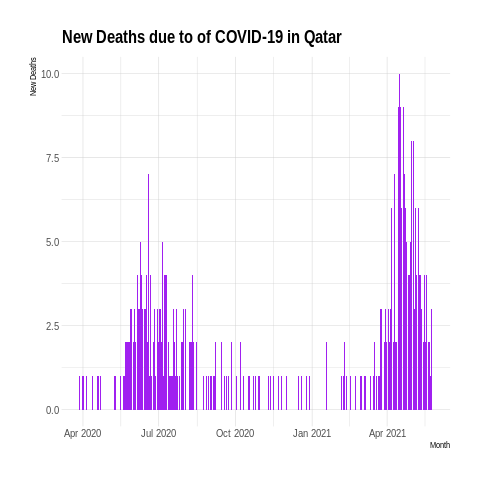 New Deaths due to of COVID-19 in Qatar
New Deaths
10.0
7.5
5.0
2.5
0.0
Apr 2020 Jul 2020 Oct 2020 Jan 2021 Apr 2021
Month